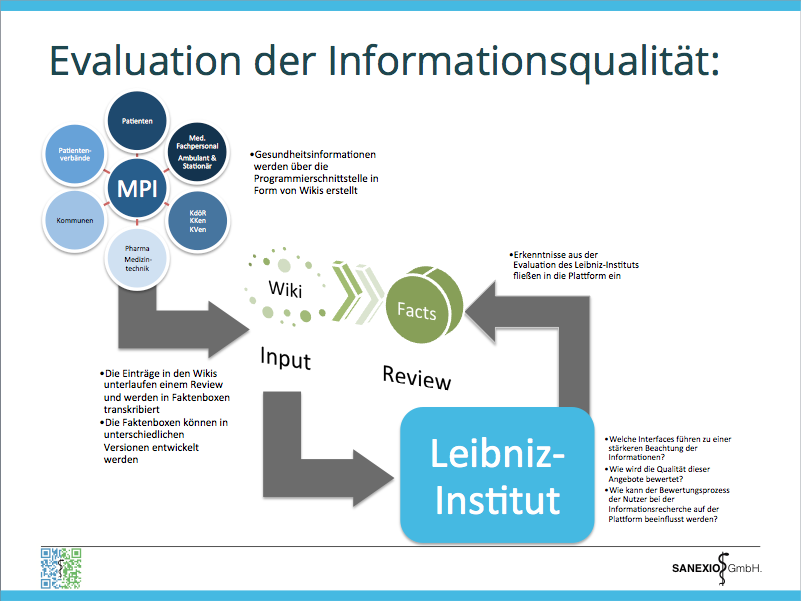 Evaluation der Informationsqualität:
Patienten
Patienten-
verbände
Med.
Fachpersonal
Ambulant &
Stationär
MPI
Kommunen
KdöR
KKen
KVen
Pharma
Medizin-
technik
•Gesundheitsinformationen
werden über die
Programmierschnittstelle in
Form von Wikis erstellt
•Erkenntnisse aus der
Evaluation des Leibniz-Instituts
fließen in die Plattform ein
Wiki
Facts
Input
Review
•Die Einträge in den Wikis
unterlaufen einem Review
und werden in Faktenboxen
transkribiert
•Die Faktenboxen können in
unterschiedlichen
Versionen entwickelt
werden
Leibniz-
Institut
•Welche Interfaces führen zu einer
stärkeren Beachtung der
Informationen?
•Wie wird die Qualität dieser
Angebote bewertet?
•Wie kann der Bewertungsprozess
der Nutzer bei der
Informationsrecherche auf der
Plattform beeinflusst werden?
SANEXIO GmbH.